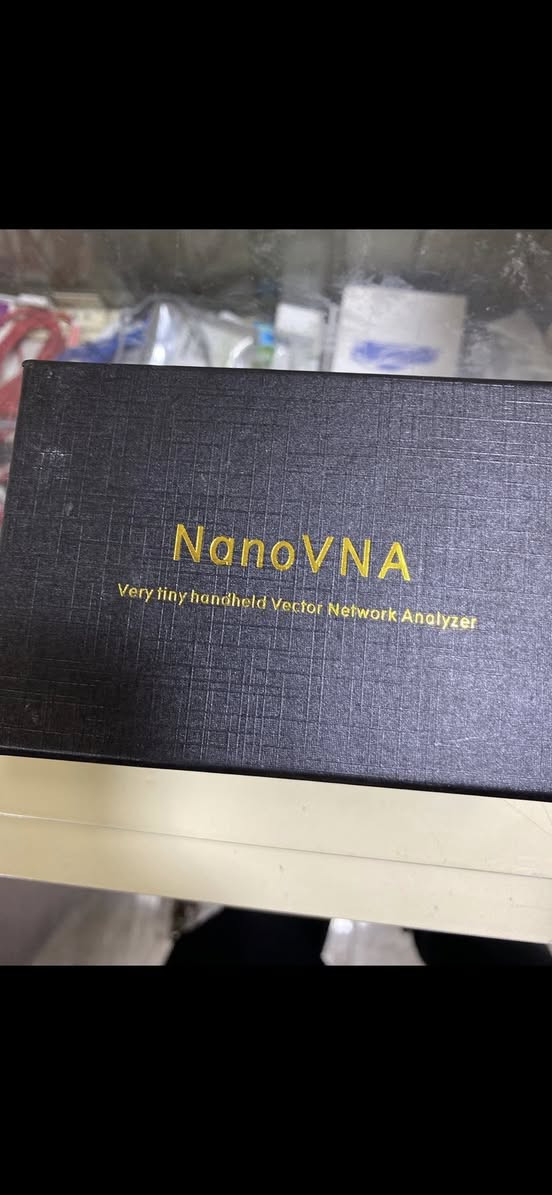 NanoVNA
Very tiny handheld Vector Network Analyzer